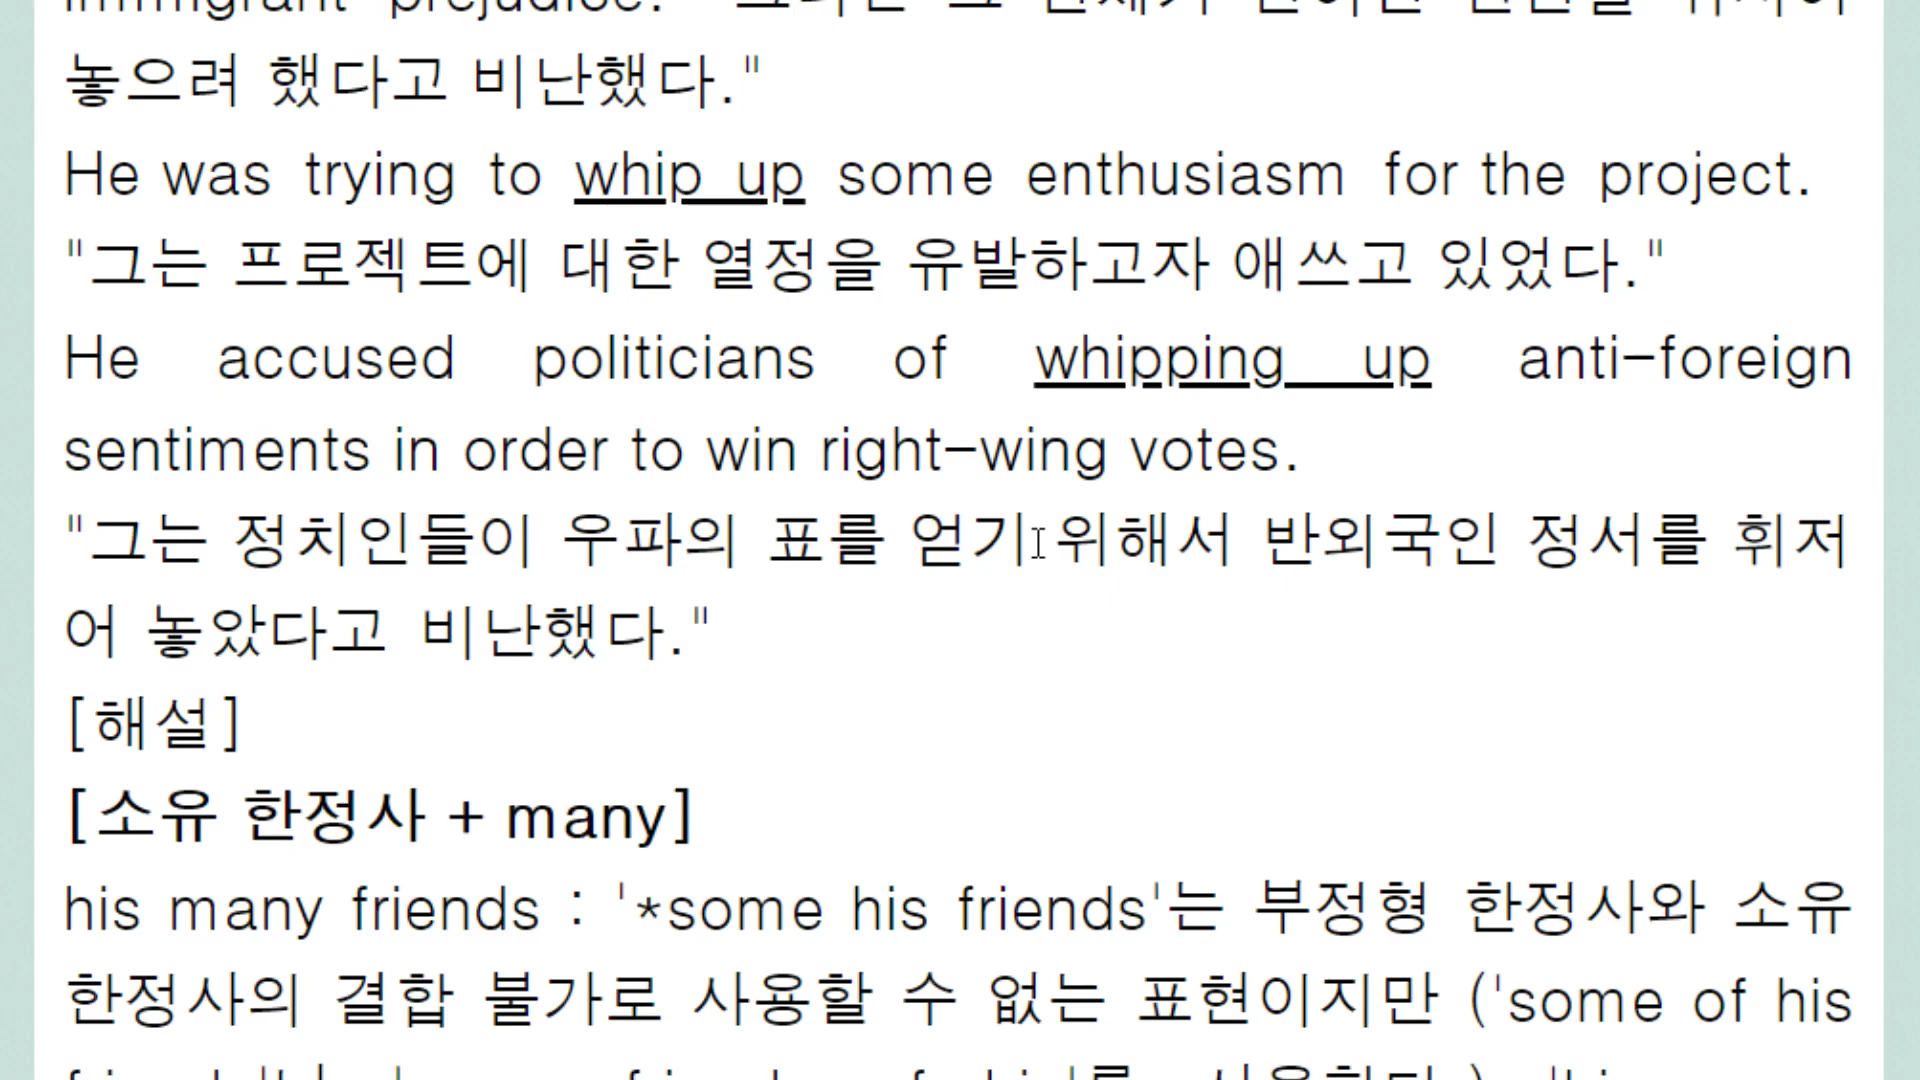 immigrant prejudice.
놓으려 했다고 비난했다."
He was trying to whip up some enthusiasm for the project.
"그는 프로젝트에 대한 열정을 유발하고자 애쓰고 있었다."
He accused politicians of whipping up anti-foreign
sentiments in order to win right-wing votes.
"그는 정치인들이 우파의 표를 얻기 위해서 반외국인 정서를 휘저
어 놓았다고 비난했다."
[해설]
[소유 한정사 + many]
his many friends : '*some his friends'는 부정형 한정사와 소유
한정사의 결합 불가로 사용할 수 없는 표현이지만 ('some of his